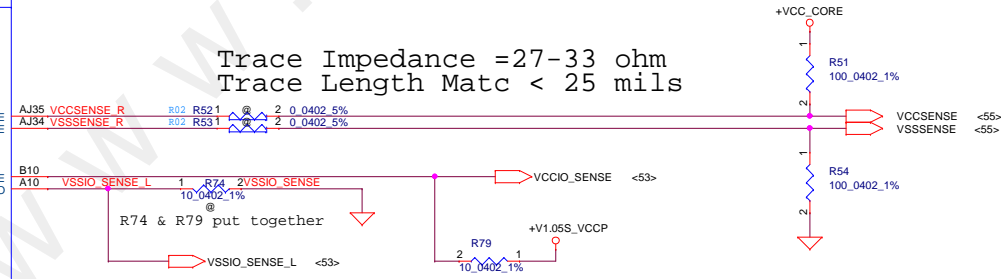 +VCC_CORE
Trace Impedance =27-33 ohm
Trace Length Matc < 25 mils
1
R51
100_0402_1%
2
AJ35 VCCSENSE_R R02 R52 1 @ 2 0_0402_5%
VCCSENSE <55>
AJ34 VSSSENSE_R R02 R53 1 @ 2 0_0402_5%
VSSSENSE <55>
1
R54
100_0402_1%
2
B10
VCCIO_SENSE <53>
A10 VSSIO_SENSE_L 1 R74 2 VSSIO_SENSE
10_0402_1%
@
R74 & R79 put together
+V1.05S_VCCP
R79
2 1
10_0402_1%
VSSIO_SENSE_L <53>